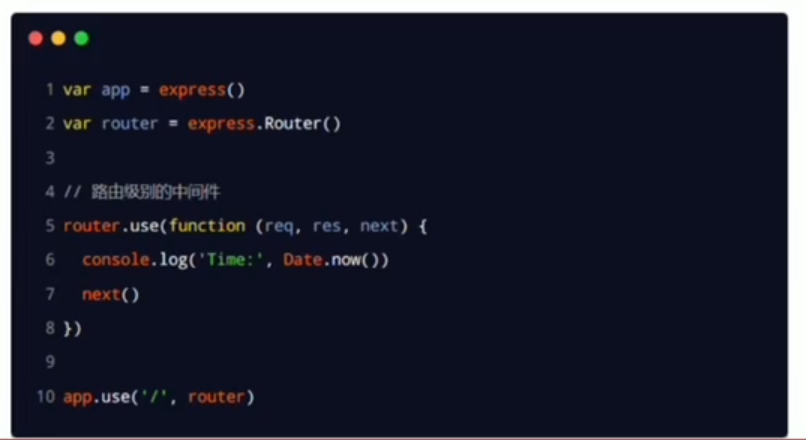 1 var app = express()
2 var router = express.Router()
3
4 // 路由级别的中间件
5 router.use(function (req, res, next) {
6   console.log('Time:', Date.now())
7   next()
8 })
9
10 app.use('/', router)